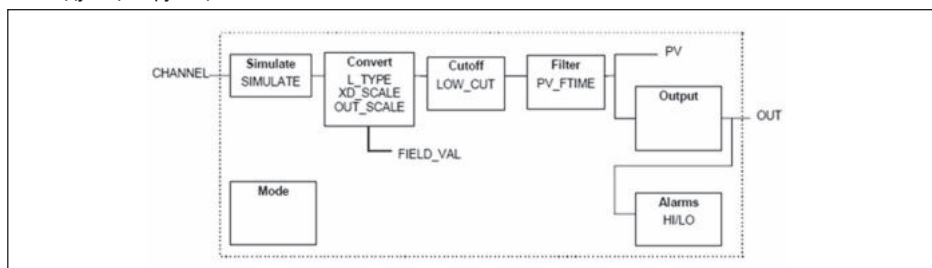 CHANNEL
Simulate
SIMULATE
Convert
L_TYPE
XD_SCALE
OUT_SCALE
Cutoff
LOW_CUT
Filter
PV_FTIME
PV
Output
OUT
FIELD_VAL
Mode
Alarms
HI/LO